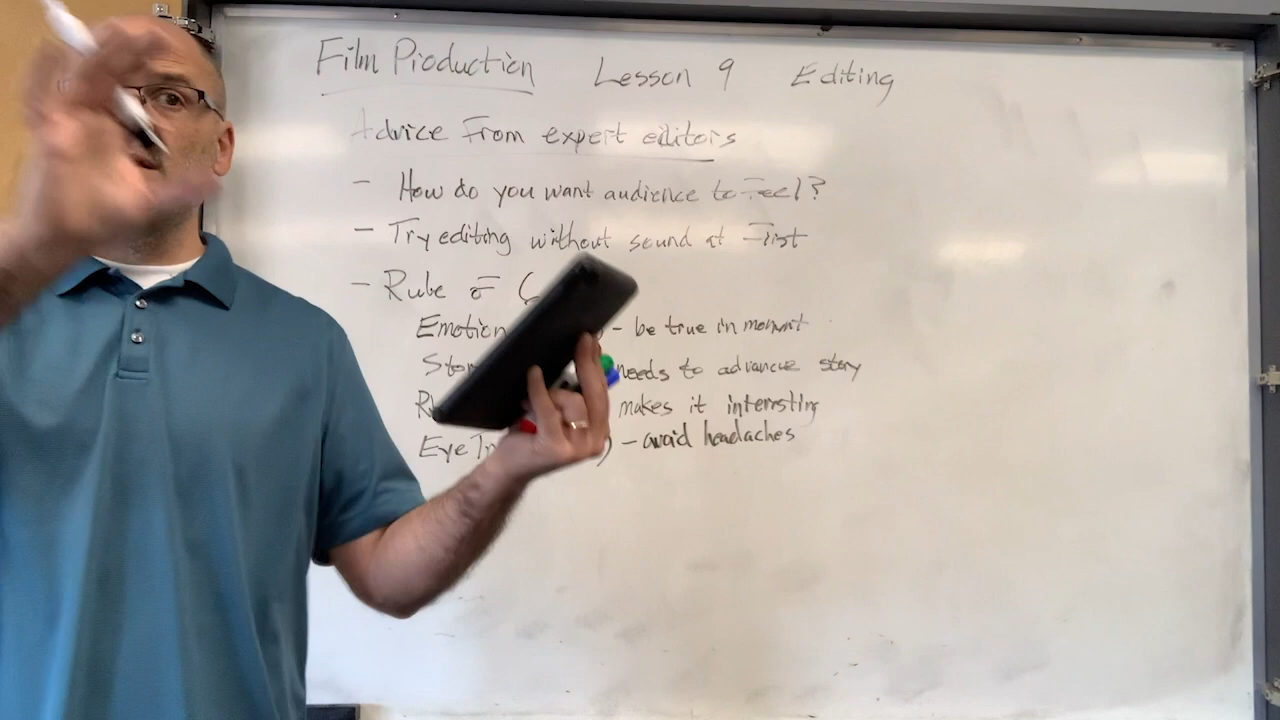 Film Production Lesson 9 Editing
Advice From expert editors
- How do you want audience to Feel?
- Try editing without sound at First
- Rule of
Emotion - be true in moment
needs to advance story
makes it interesting
Eye - avoid headaches